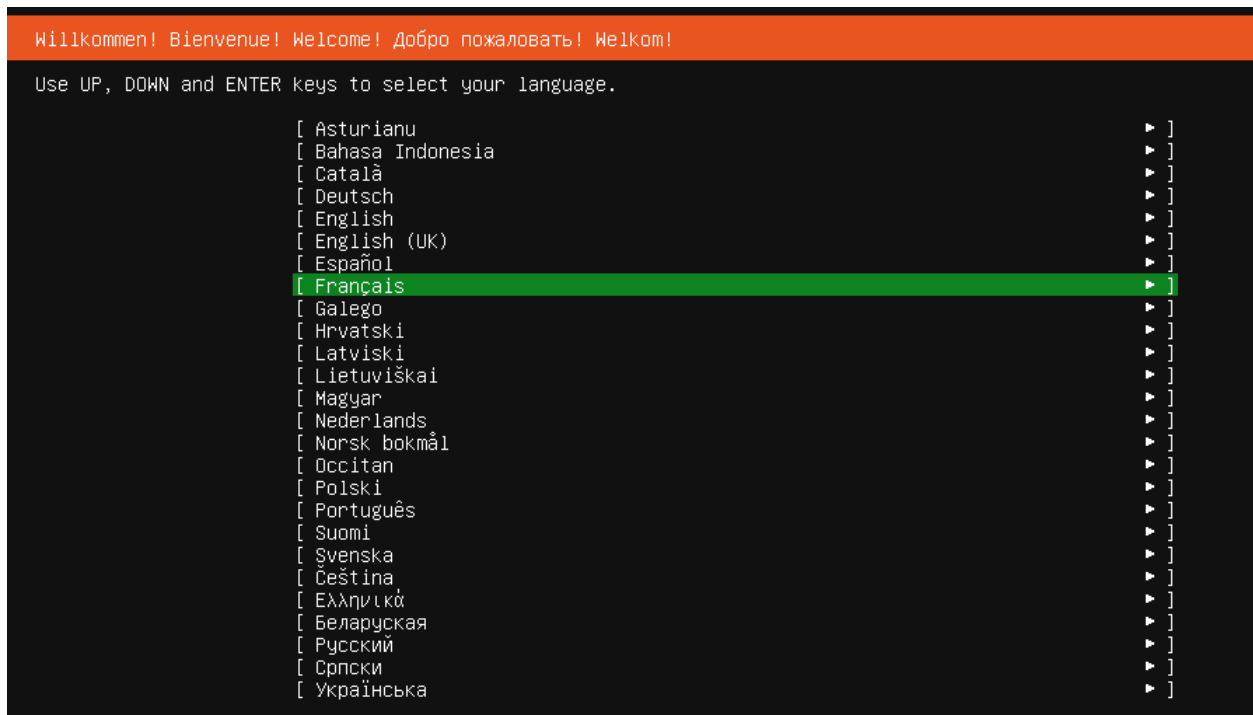 Willkommen! Bienvenue! Welcome! Добро пожаловать! Welkom!
Use UP, DOWN and ENTER keys to select your language.
[ Asturianu ▸ ]
[ Bahasa Indonesia ▸ ]
[ Català ▸ ]
[ Deutsch ▸ ]
[ English ▸ ]
[ English (UK) ▸ ]
[ Español ▸ ]
[ Français ▸ ]
[ Galego ▸ ]
[ Hrvatski ▸ ]
[ Latviski ▸ ]
[ Lietuviškai ▸ ]
[ Magyar ▸ ]
[ Nederlands ▸ ]
[ Norsk bokmål ▸ ]
[ Occitan ▸ ]
[ Polski ▸ ]
[ Português ▸ ]
[ Suomi ▸ ]
[ Svenska ▸ ]
[ Čeština ▸ ]
[ Ελληνικά ▸ ]
[ Беларуская ▸ ]
[ Русский ▸ ]
[ Српски ▸ ]
[ Українська ▸ ]